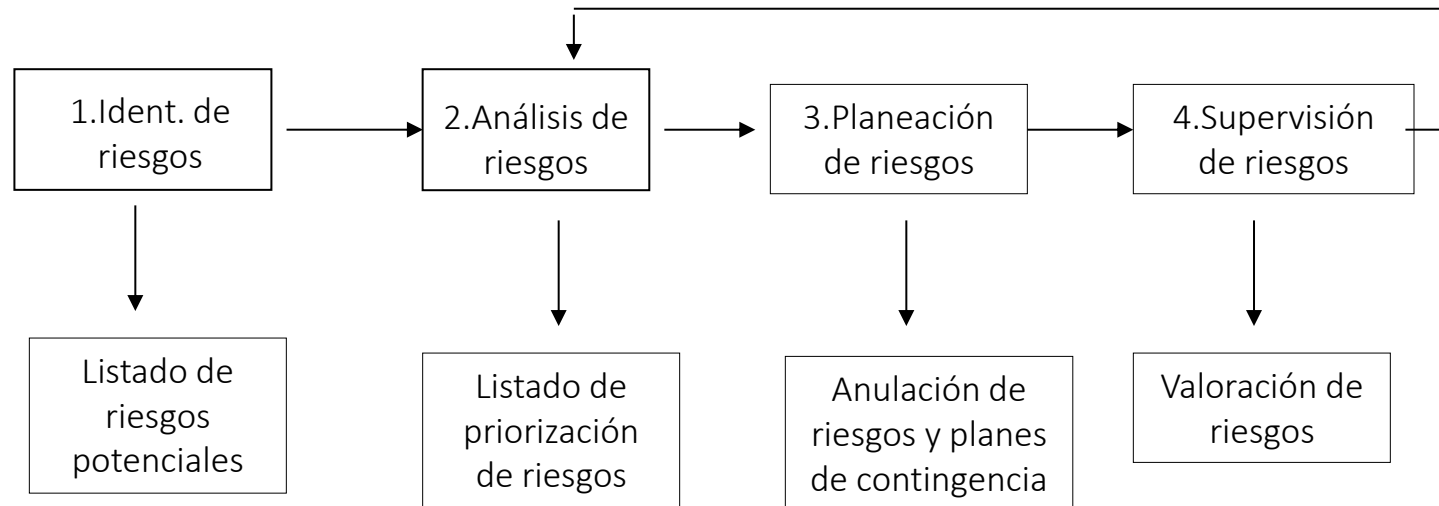 1.Ident. de
riesgos
2.Análisis de
riesgos
3.Planeación
de riesgos
4.Supervisión
de riesgos
Listado de
riesgos
potenciales
Listado de
priorización
de riesgos
Anulación de
riesgos y planes
de contingencia
Valoración de
riesgos